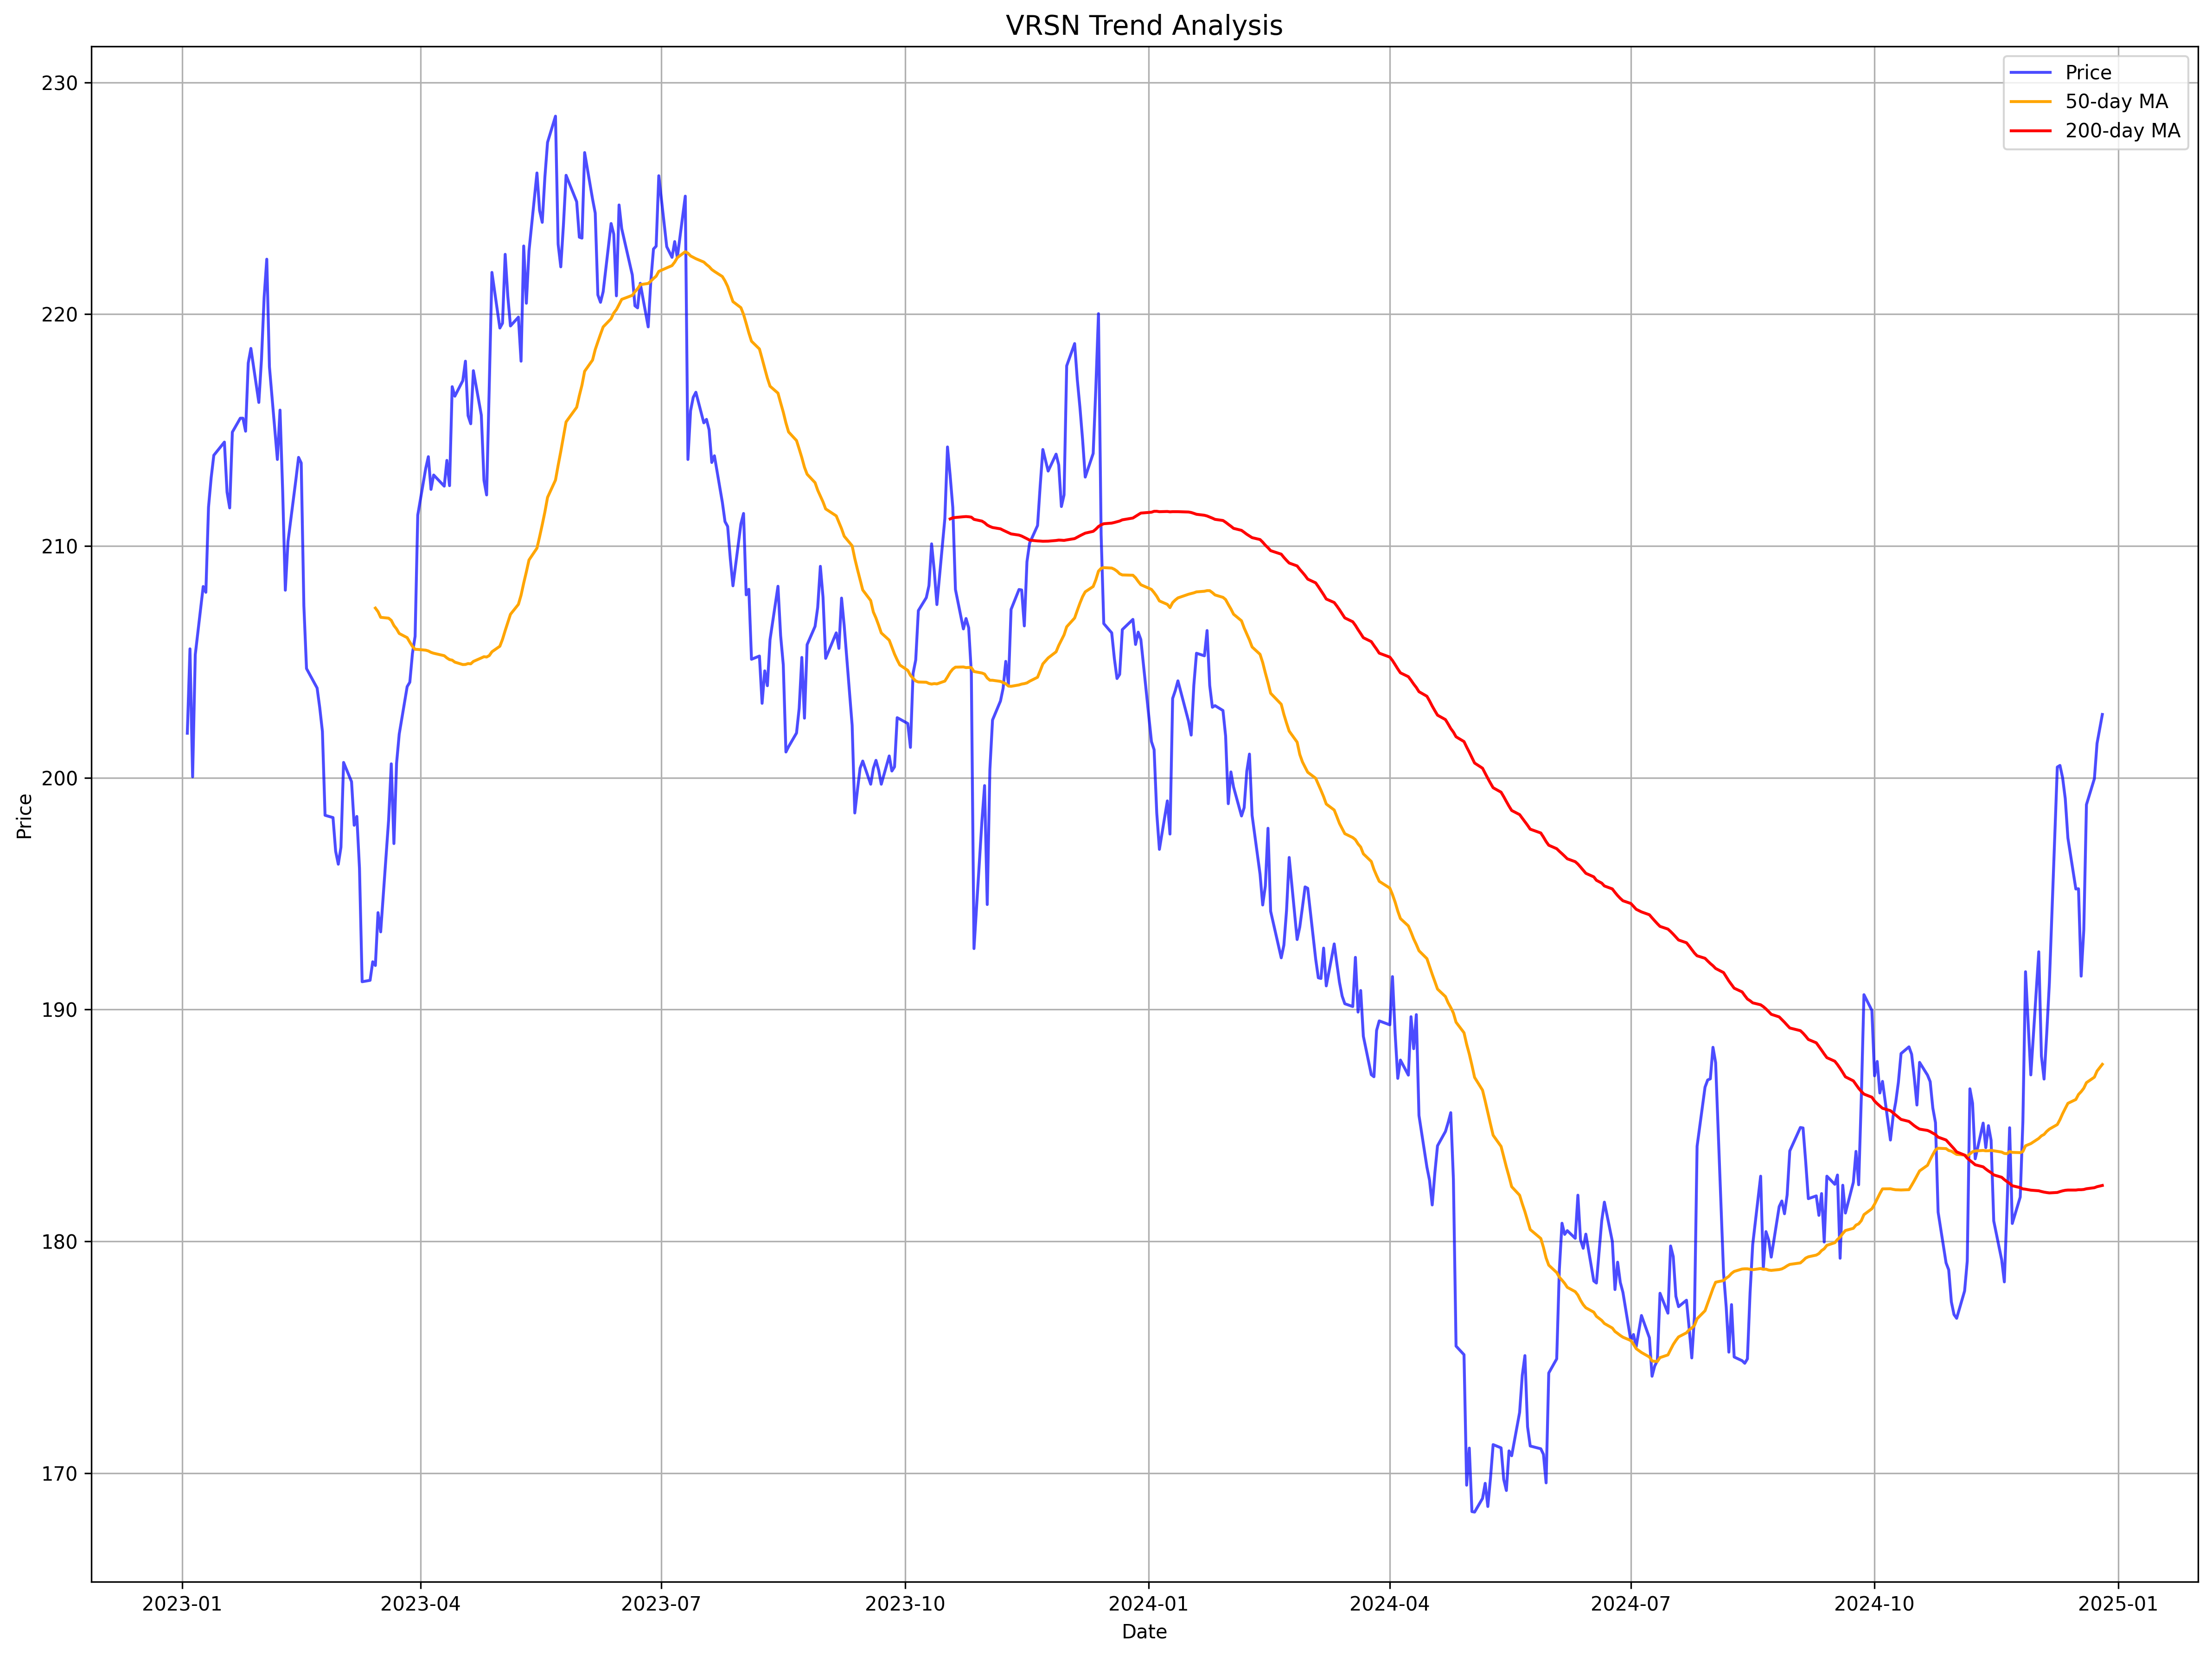 VRSN Trend Analysis
Price
50-day MA
200-day MA
230
220
210
200
190
180
170
Price
2023-01
2023-04
2023-07
2023-10
2024-01
2024-04
2024-07
2024-10
2025-01
Date